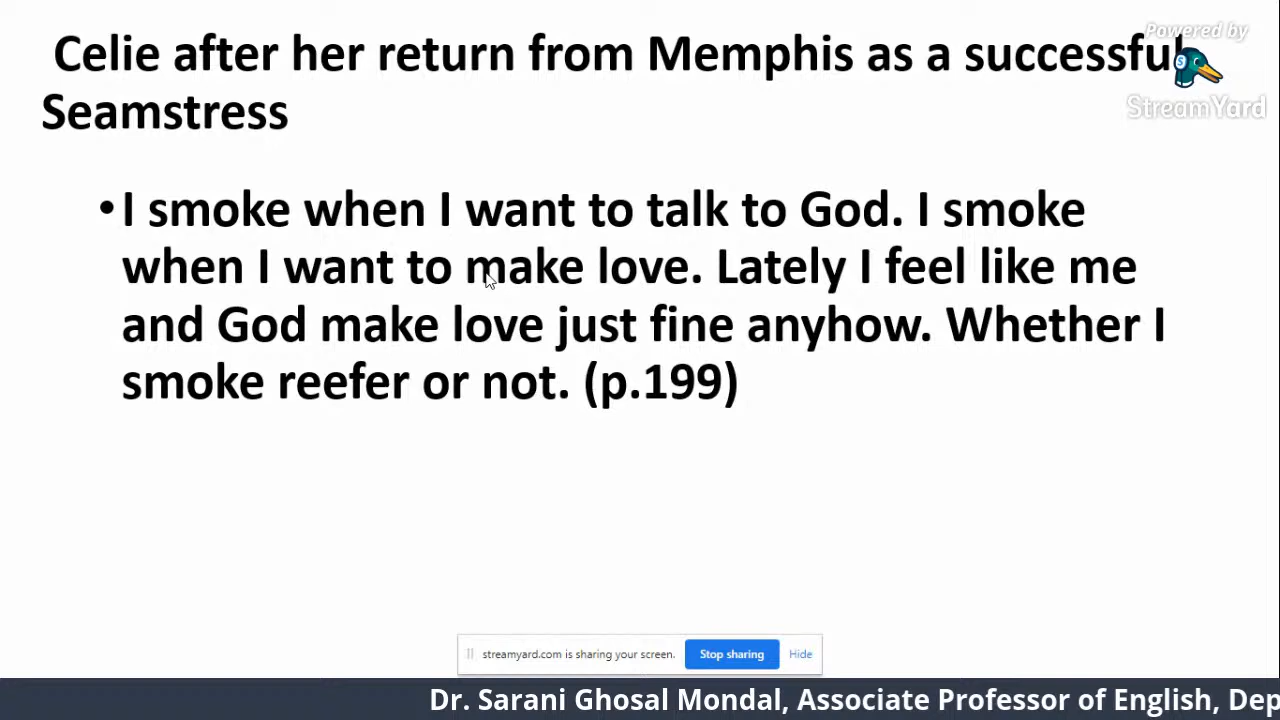 Powered by
Celie after her return from Memphis as a successful
StreamYard
Seamstress
•I smoke when I want to talk to God. I smoke
when I want to make love. Lately I feel like me
and God make love just fine anyhow. Whether I
smoke reefer or not. (p.199)
streamyard.com is sharing your screen. Stop sharing Hide
Dr. Sarani Ghosal Mondal, Associate Professor of English, Dep